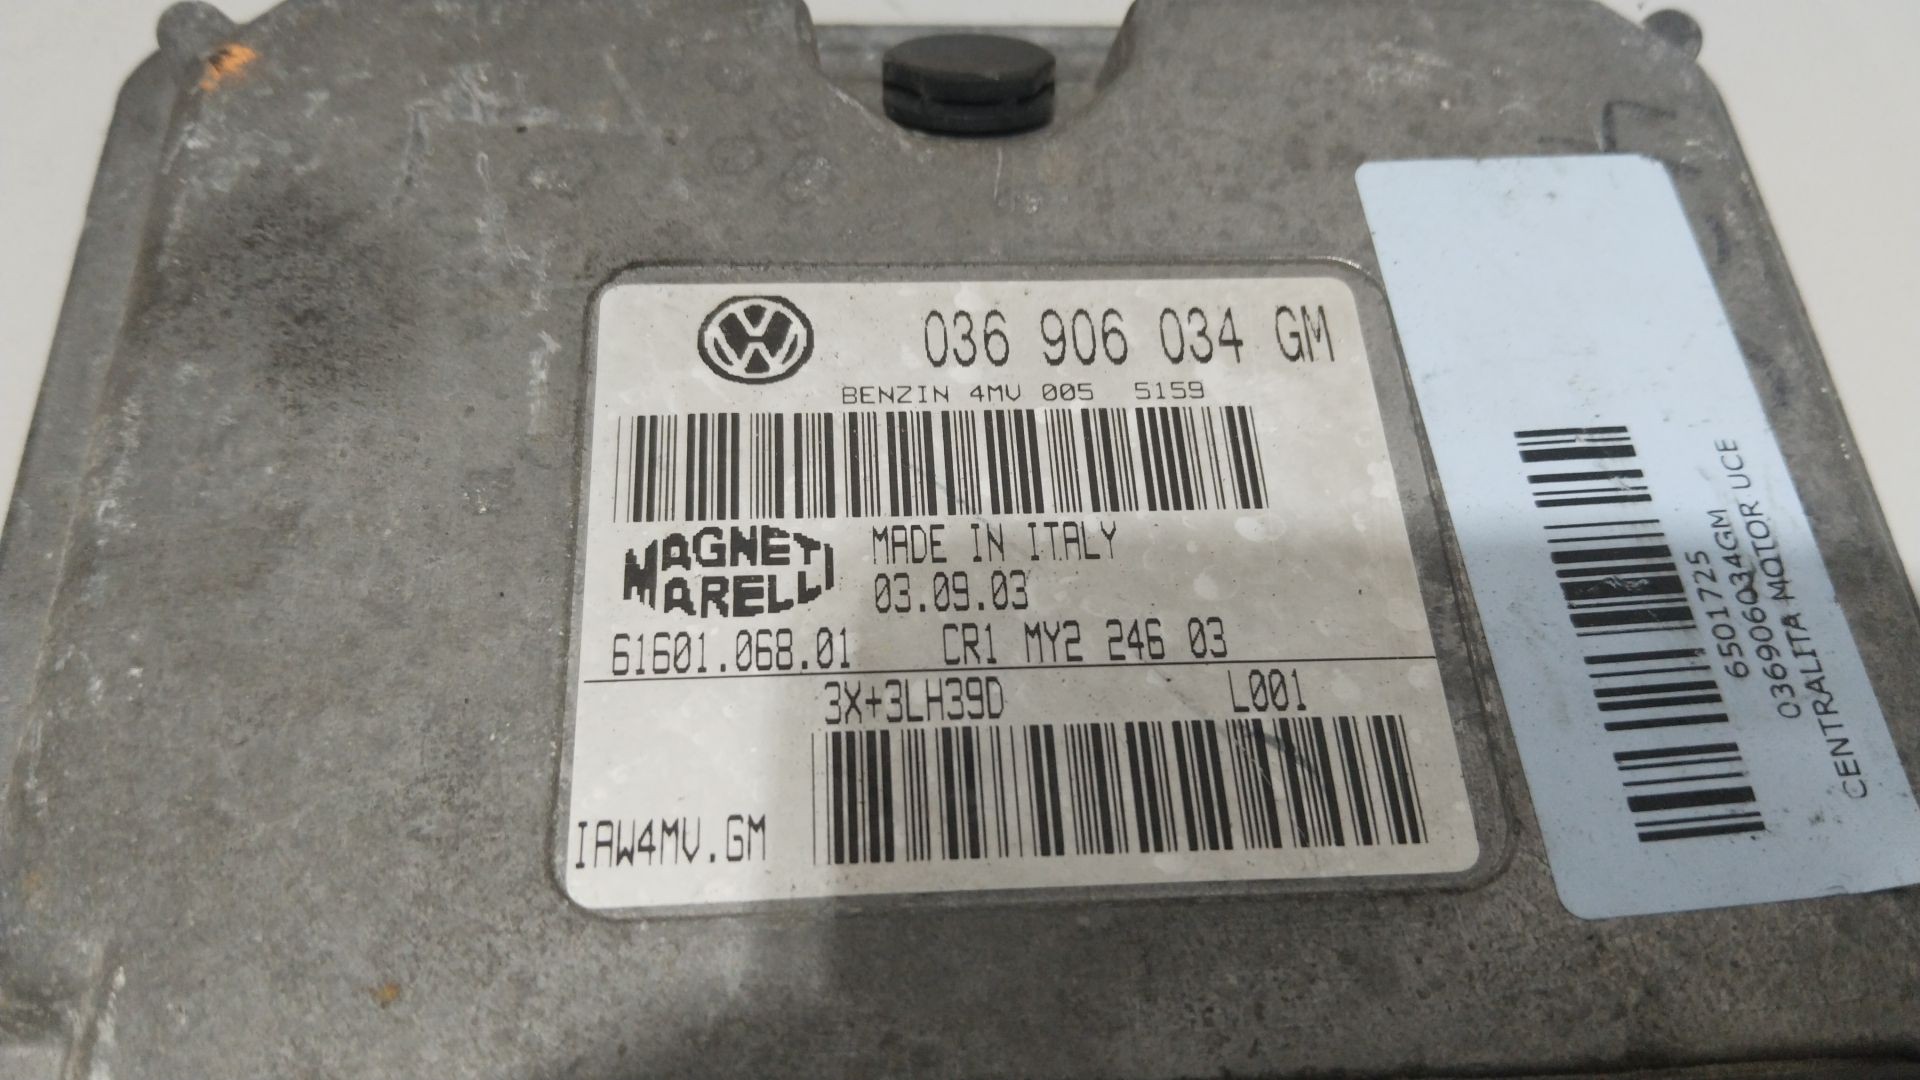 036 906 034 GM
BENZIN 4MV 005 5159
MAGNETI
MARELLI
MADE IN ITALY
03.09.03
61601.068.01 CR1 MY2 246 03
3X+3LH39D L001
IAW4MV.GM
6501725
036906034GM
CENTRALITA MOTOR UCE